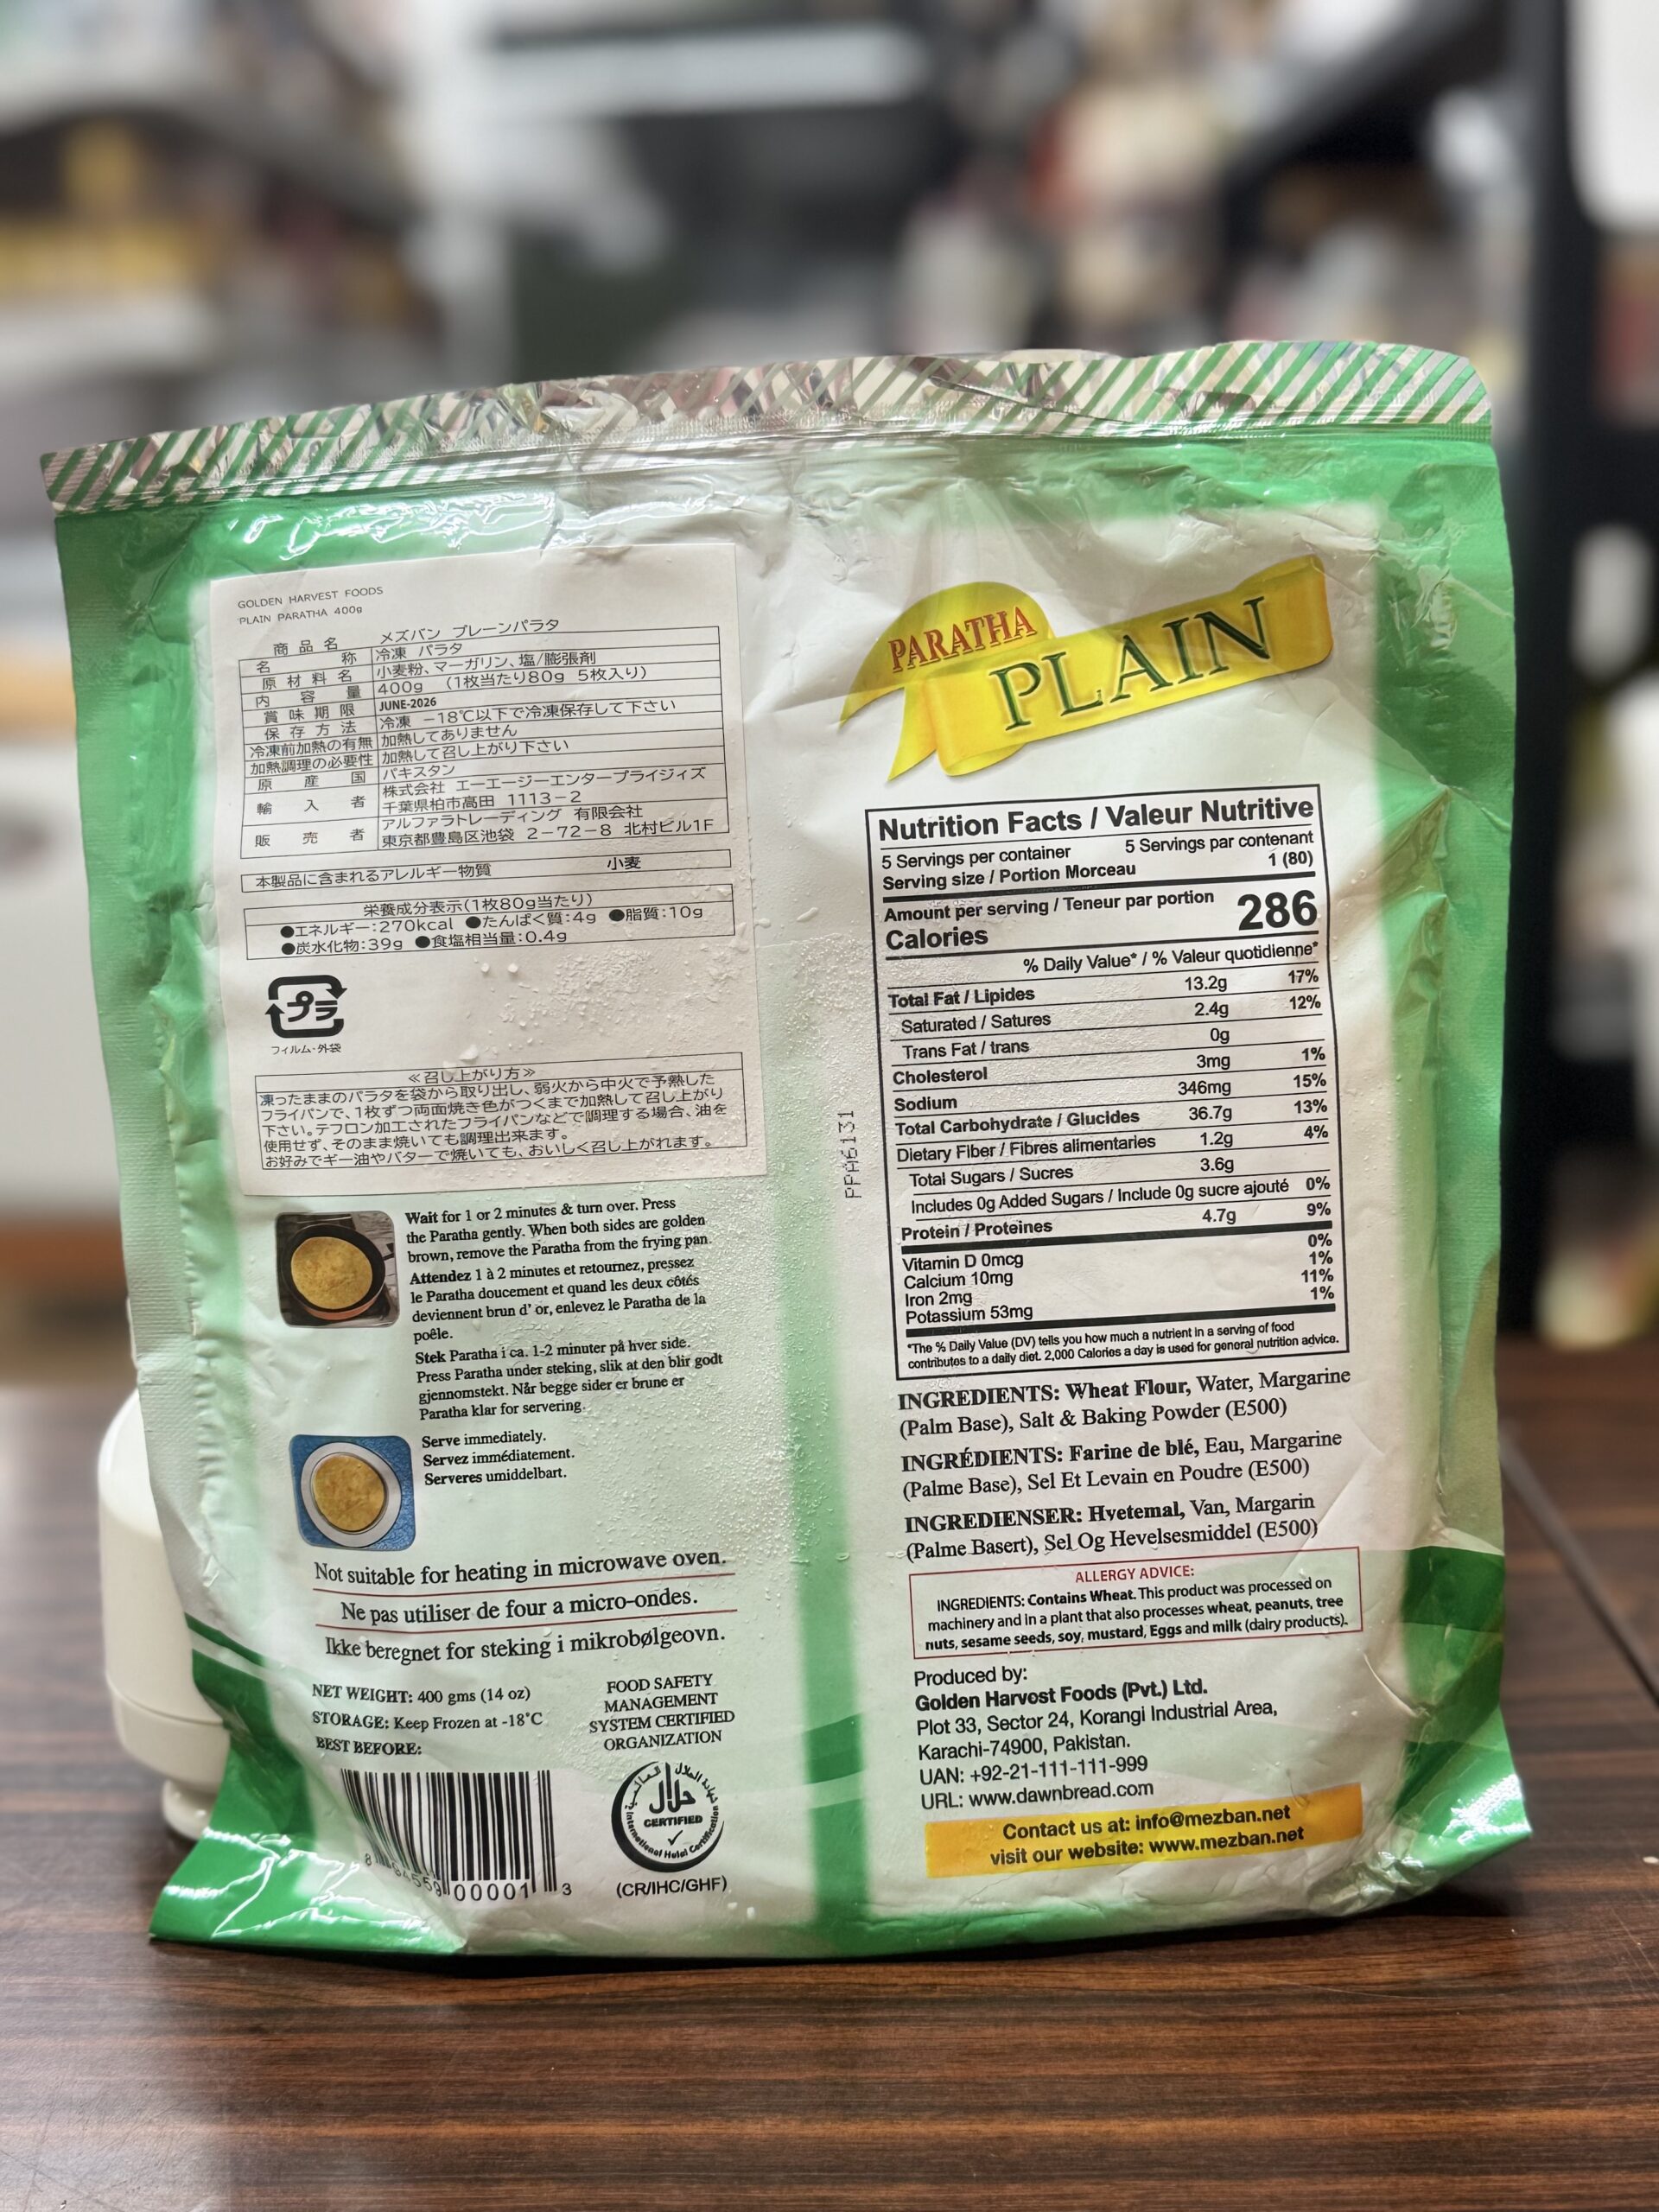 GOLDEN HARVEST FOODS
PLAIN PARATHA 400g
商品名 メズバン プレーンパラタ
名称 冷凍 パラタ
原材料名 小麦粉、マーガリン、塩/膨張剤
内容量 400g (1枚当たり80g 5枚入り)
賞味期限 JUNE-2026
保存方法 冷凍 -18℃以下で冷凍保存して下さい
冷凍前加熱の有無 加熱してありません
加熱調理の必要性 加熱して召し上がり下さい
原産国 パキスタン
輸入者 株式会社 エーエージーエンタープライジィズ
千葉県柏市高田 1113-2
販売者 アルファラトレーディング 有限会社
東京都豊島区池袋 2-72-8 北村ビル1F
本製品に含まれるアレルギー物質 小麦
栄養成分表示(1枚80g当たり)
●エネルギー:270kcal ●たんぱく質:4g ●脂質:10g
●炭水化物:39g ●食塩相当量:0.4g
プラ
フィルム・外袋
≪召し上がり方≫
凍ったままのパラタを袋から取り出し、弱火から中火で予熱した
フライパンで、1枚ずつ両面焼き色がつくまで加熱して召し上がり
下さい。テフロン加工されたフライパンなどで調理する場合、油を
使用せず、そのまま焼いても調理出来ます。
お好みでギー油やバターで焼いても、おいしく召し上がれます。
Wait for 1 or 2 minutes & turn over. Press
the Paratha gently. When both sides are golden
brown, remove the Paratha from the frying pan.
Attendez 1 à 2 minutes et retournez, pressez
le Paratha doucement et quand les deux côtés
deviennent brun d' or, enlevez le Paratha de la
poêle.
Stek Paratha i ca. 1-2 minuter på hver side.
Press Paratha under steking, slik at den blir godt
gjennomstekt. Når begge sider er brune er
Paratha klar for servering.
Serve immediately.
Servez immédiatement.
Serveres umiddelbart.
Not suitable for heating in microwave oven.
Ne pas utiliser de four a micro-ondes.
Ikke beregnet for steking i mikrobølgeovn.
NET WEIGHT: 400 gms (14 oz)
STORAGE: Keep Frozen at -18°C
BEST BEFORE:
FOOD SAFETY
MANAGEMENT
SYSTEM CERTIFIED
ORGANIZATION
حلال
CERTIFIED
International Halal Certification
(CR/IHC/GHF)
00001 3
PPA6131
PARATHA
PLAIN
Nutrition Facts / Valeur Nutritive
5 Servings per container 5 Servings par contenant
Serving size / Portion Morceau 1 (80)
Amount per serving / Teneur par portion
Calories 286
% Daily Value* / % Valeur quotidienne*
Total Fat / Lipides 13.2g 17%
Saturated / Satures 2.4g 12%
Trans Fat / trans 0g
Cholesterol 3mg 1%
Sodium 346mg 15%
Total Carbohydrate / Glucides 36.7g 13%
Dietary Fiber / Fibres alimentaries 1.2g 4%
Total Sugars / Sucres 3.6g
Includes 0g Added Sugars / Include 0g sucre ajouté 0%
Protein / Proteines 4.7g 9%
Vitamin D 0mcg 0%
Calcium 10mg 1%
Iron 2mg 11%
Potassium 53mg 1%
*The % Daily Value (DV) tells you how much a nutrient in a serving of food
contributes to a daily diet. 2,000 Calories a day is used for general nutrition advice.
INGREDIENTS: Wheat Flour, Water, Margarine
(Palm Base), Salt & Baking Powder (E500)
INGRÉDIENTS: Farine de blé, Eau, Margarine
(Palme Base), Sel Et Levain en Poudre (E500)
INGREDIENSER: Hvetemal, Van, Margarin
(Palme Basert), Sel Og Hevelsesmiddel (E500)
ALLERGY ADVICE:
INGREDIENTS: Contains Wheat. This product was processed on
machinery and in a plant that also processes wheat, peanuts, tree
nuts, sesame seeds, soy, mustard, Eggs and milk (dairy products).
Produced by:
Golden Harvest Foods (Pvt.) Ltd.
Plot 33, Sector 24, Korangi Industrial Area,
Karachi-74900, Pakistan.
UAN: +92-21-111-111-999
URL: www.dawnbread.com
Contact us at: info@mezban.net
visit our website: www.mezban.net